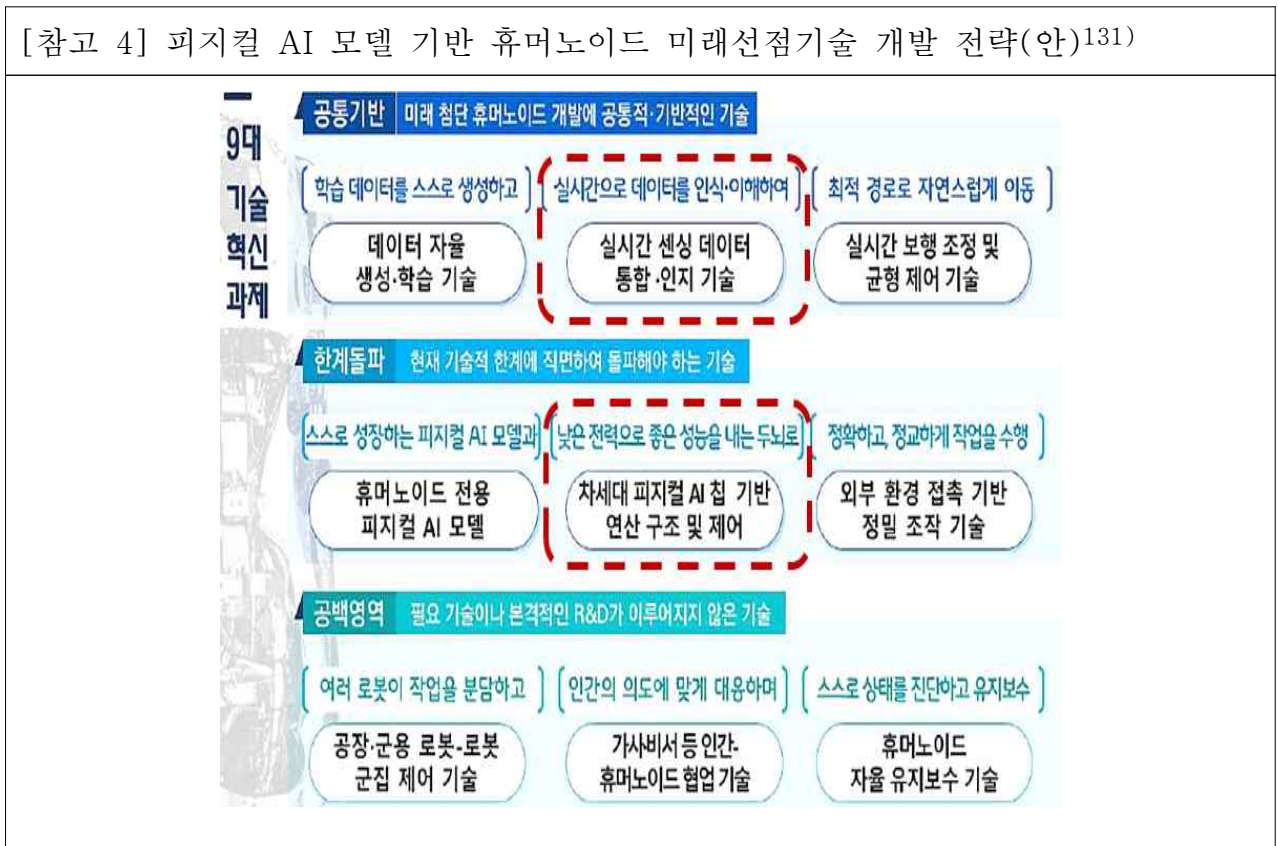 [참고 4] 피지컬 AI 모델 기반 휴머노이드 미래선점기술 개발 전략(안)131)
9대
기술
혁신
과제
공통기반 미래 첨단 휴머노이드 개발에 공통적·기반적인 기술
[학습 데이터를 스스로 생성하고] [실시간으로 데이터를 인식·이해하여] [최적 경로로 자연스럽게 이동]
데이터 자율 실시간 센싱 데이터 실시간 보행 조정 및
생성·학습 기술 통합·인지 기술 균형 제어 기술
한계돌파 현재 기술적 한계에 직면하여 돌파해야 하는 기술
[스스로 성장하는 피지컬 AI 모델과] [낮은 전력으로 좋은 성능을 내는 두뇌로] [정확하고, 정교하게 작업을 수행]
휴머노이드 전용 차세대 피지컬 AI 칩 기반 외부 환경 접촉 기반
피지컬 AI 모델 연산 구조 및 제어 정밀 조작 기술
공백영역 필요 기술이나 본격적인 R&D가 이루어지지 않은 기술
[여러 로봇이 작업을 분담하고] [인간의 의도에 맞게 대응하며] [스스로 상태를 진단하고 유지보수]
공장·군용 로봇-로봇 가사비서 등 인간- 휴머노이드
군집 제어 기술 휴머노이드 협업 기술 자율 유지보수 기술